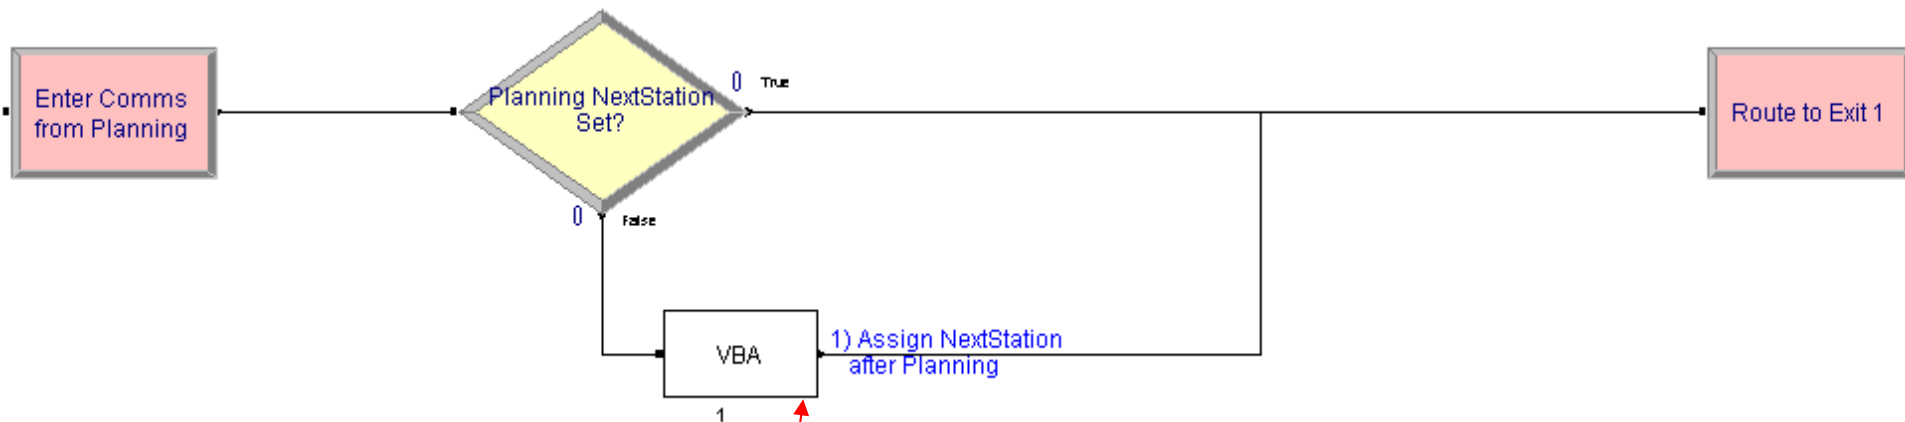 Enter Comms
from Planning
Planning NextStation
Set?
0
True
0
False
Route to Exit 1
VBA
1
1) Assign NextStation
after Planning